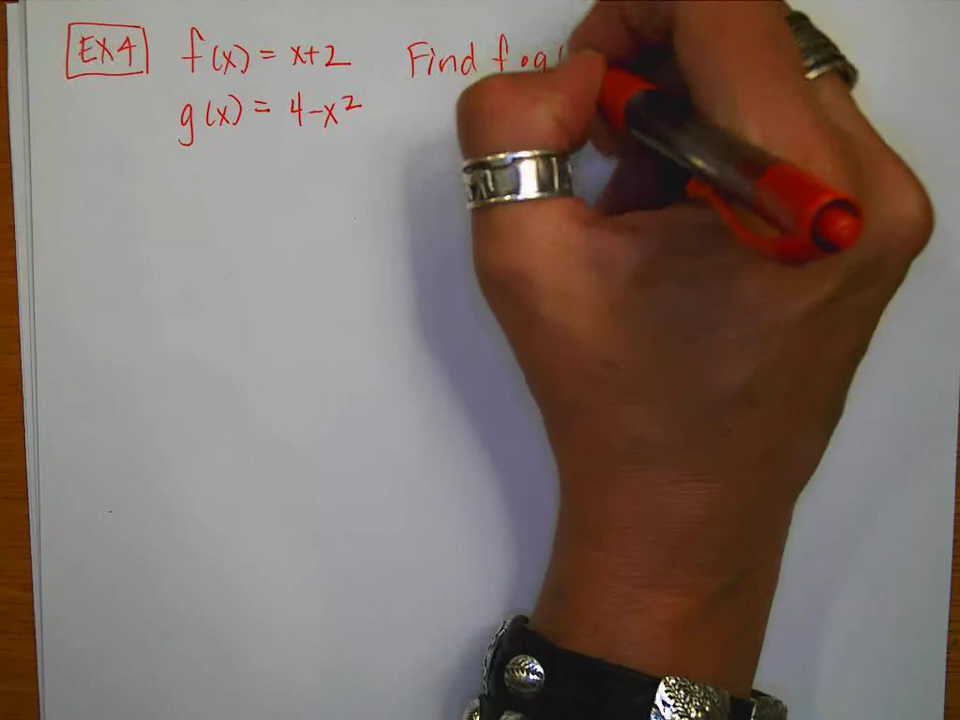 EX4 f(x) = x+2 Find f∘g(
g(x) = 4-x²